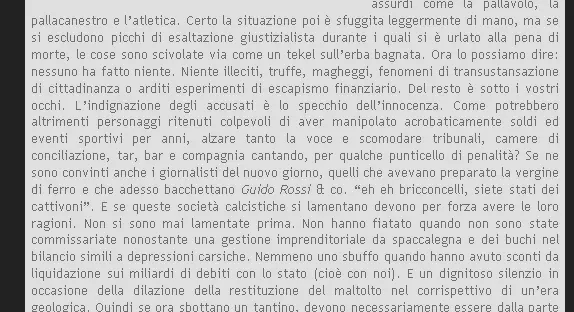 assurdi come la pallavolo, la
pallacanestro e l'atletica. Certo la situazione poi è sfuggita leggermente di mano, ma se
si escludono picchi di esaltazione giustizialista durante i quali si è urlato alla pena di
morte, le cose sono scivolate via come un tekel sull'erba bagnata. Ora lo possiamo dire:
nessuno ha fatto niente. Niente illeciti, truffe, magheggi, fenomeni di transustansazione
di cittadinanza o arditi esperimenti di escapismo finanziario. Del resto è sotto i vostri
occhi. L'indignazione degli accusati è lo specchio dell'innocenza. Come potrebbero
altrimenti personaggi ritenuti colpevoli di aver manipolato acrobaticamente soldi ed
eventi sportivi per anni, alzare tanto la voce e scomodare tribunali, camere di
conciliazione, tar, bar e compagnia cantando, per qualche punticello di penalità? Se ne
sono convinti anche i giornalisti del nuovo giorno, quelli che avevano preparato la vergine
di ferro e che adesso bacchettano Guido Rossi & co. “eh eh bricconcelli, siete stati dei
cattivoni”. E se queste società calcistiche si lamentano devono per forza avere le loro
ragioni. Non si sono mai lamentate prima. Non hanno fiatato quando non sono state
commissariate nonostante una gestione imprenditoriale da spaccalegna e dei buchi nel
bilancio simili a depressioni carsiche. Nemmeno uno sbuffo quando hanno avuto sconti da
liquidazione sui miliardi di debiti con lo stato (cioè con noi). E un dignitoso silenzio in
occasione della dilazione della restituzione del maltolto nel corrispettivo di un'era
geologica. Quindi se ora sbottano un tantino, devono necessariamente essere dalla parte